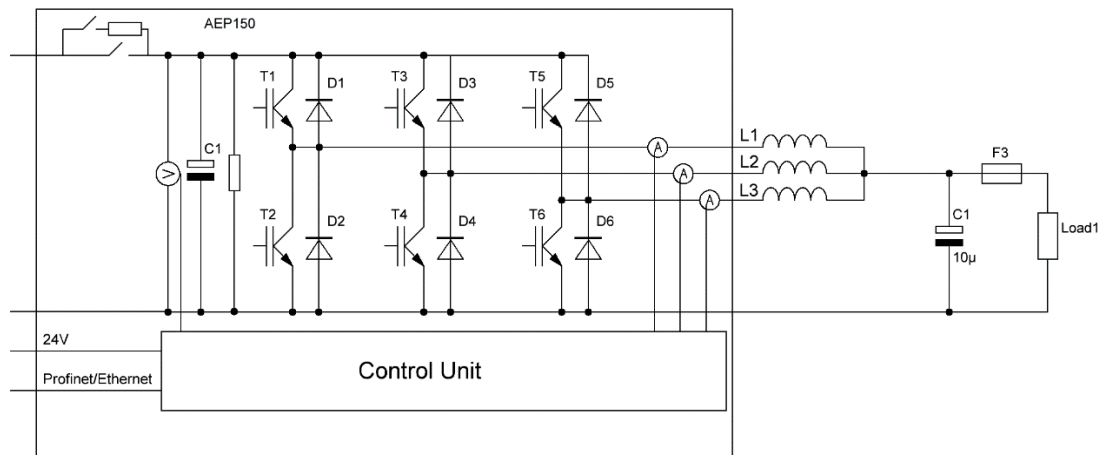 AEP150
T1
D1
T3
D3
T5
D5
C1
V
L1
A
L2
A
L3
A
F3
T2
D2
T4
D4
T6
D6
C1
10µ
Load1
24V
Profinet/Ethernet
Control Unit